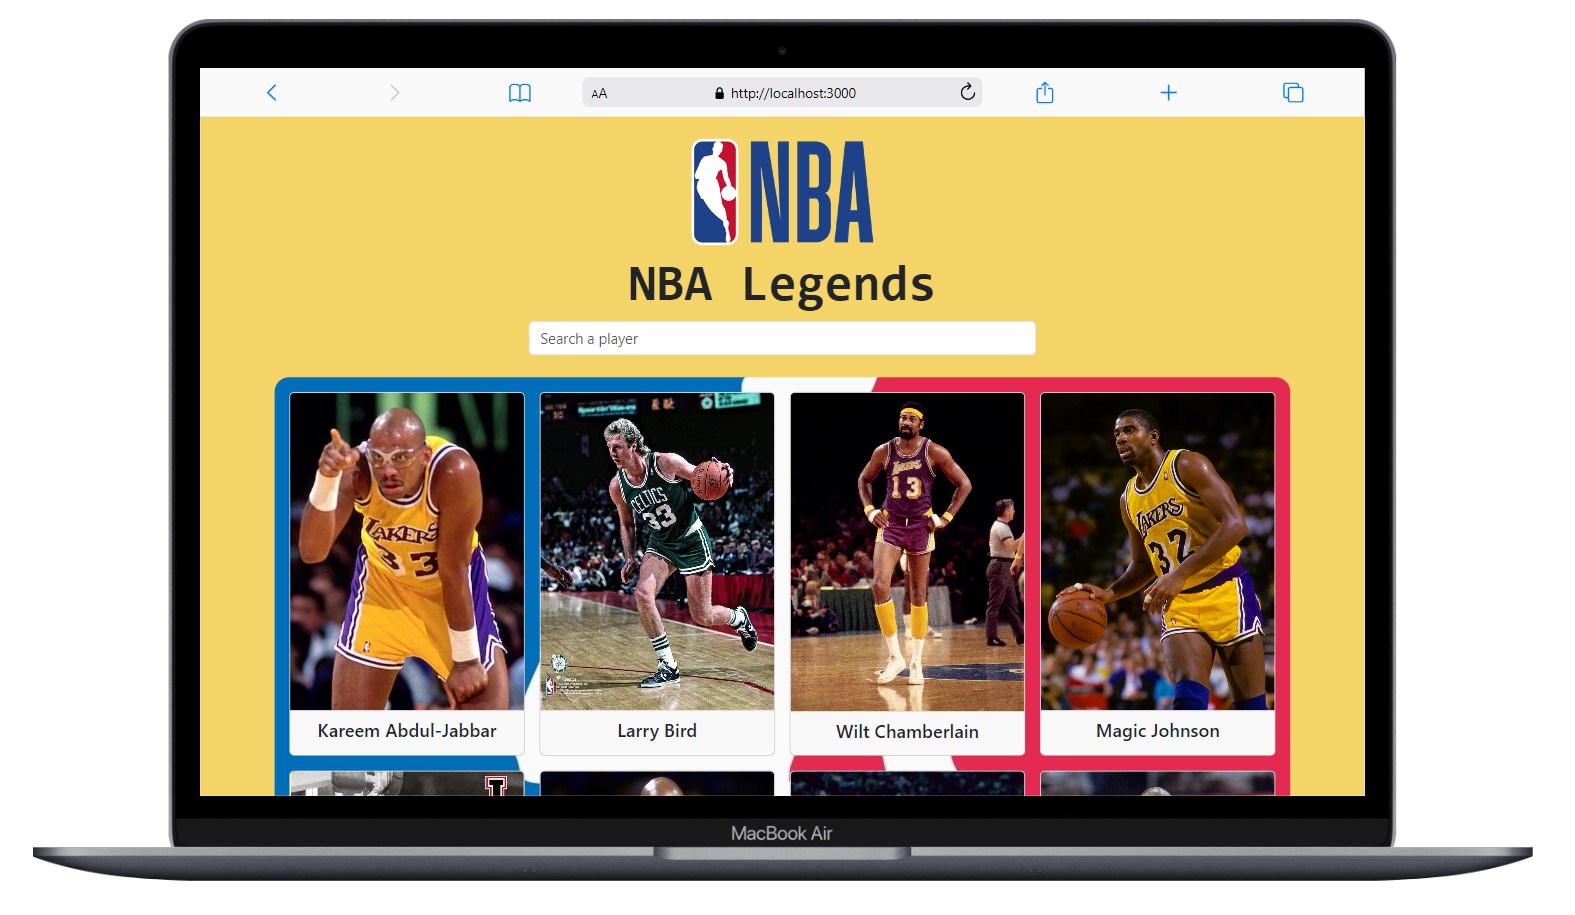 AA
http://localhost:3000
NBA
NBA Legends
Search a player
LAKERS
33
CELTICS
33
LAKERS
13
LAKERS
32
Kareem Abdul-Jabbar
Larry Bird
Wilt Chamberlain
Magic Johnson
MacBook Air